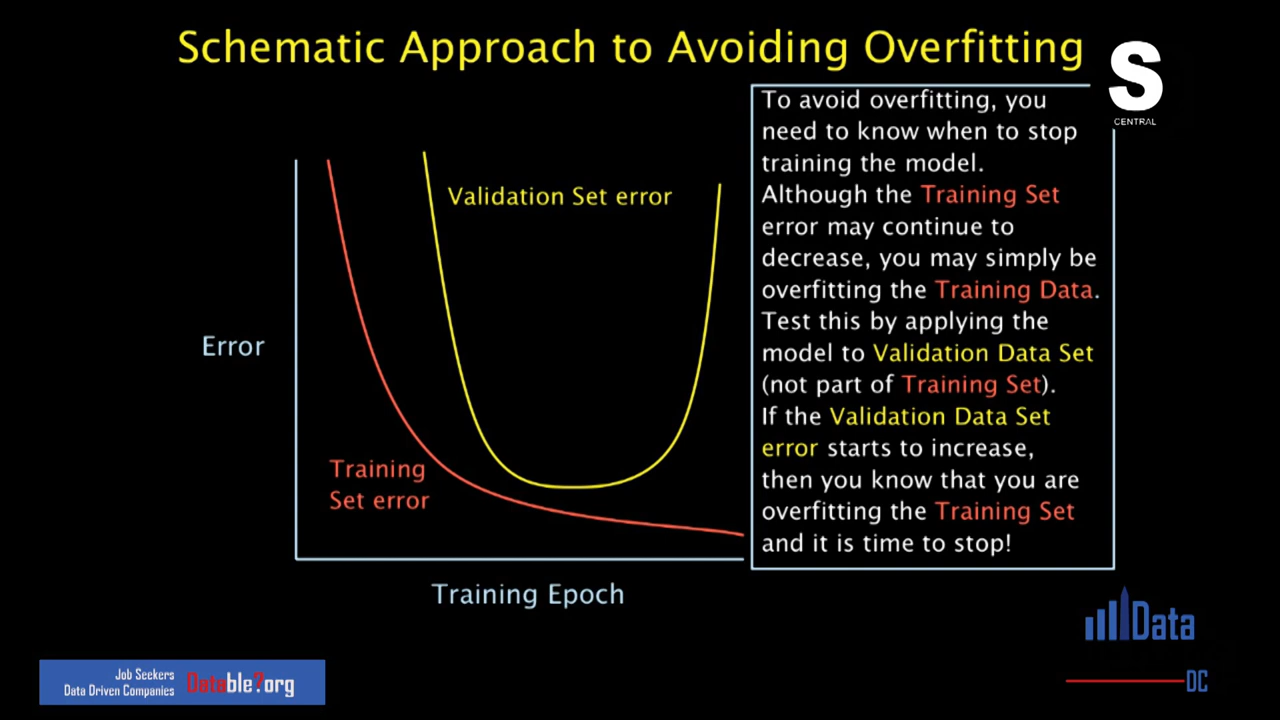 Schematic Approach to Avoiding Overfitting
S
CENTRAL
Validation Set error
Error
Training
Set error
Training Epoch
To avoid overfitting, you
need to know when to stop
training the model.
Although the Training Set
error may continue to
decrease, you may simply be
overfitting the Training Data.
Test this by applying the
model to Validation Data Set
(not part of Training Set).
If the Validation Data Set
error starts to increase,
then you know that you are
overfitting the Training Set
and it is time to stop!
Data
DC
Job Seekers
Data Driven Companies
Datable?org